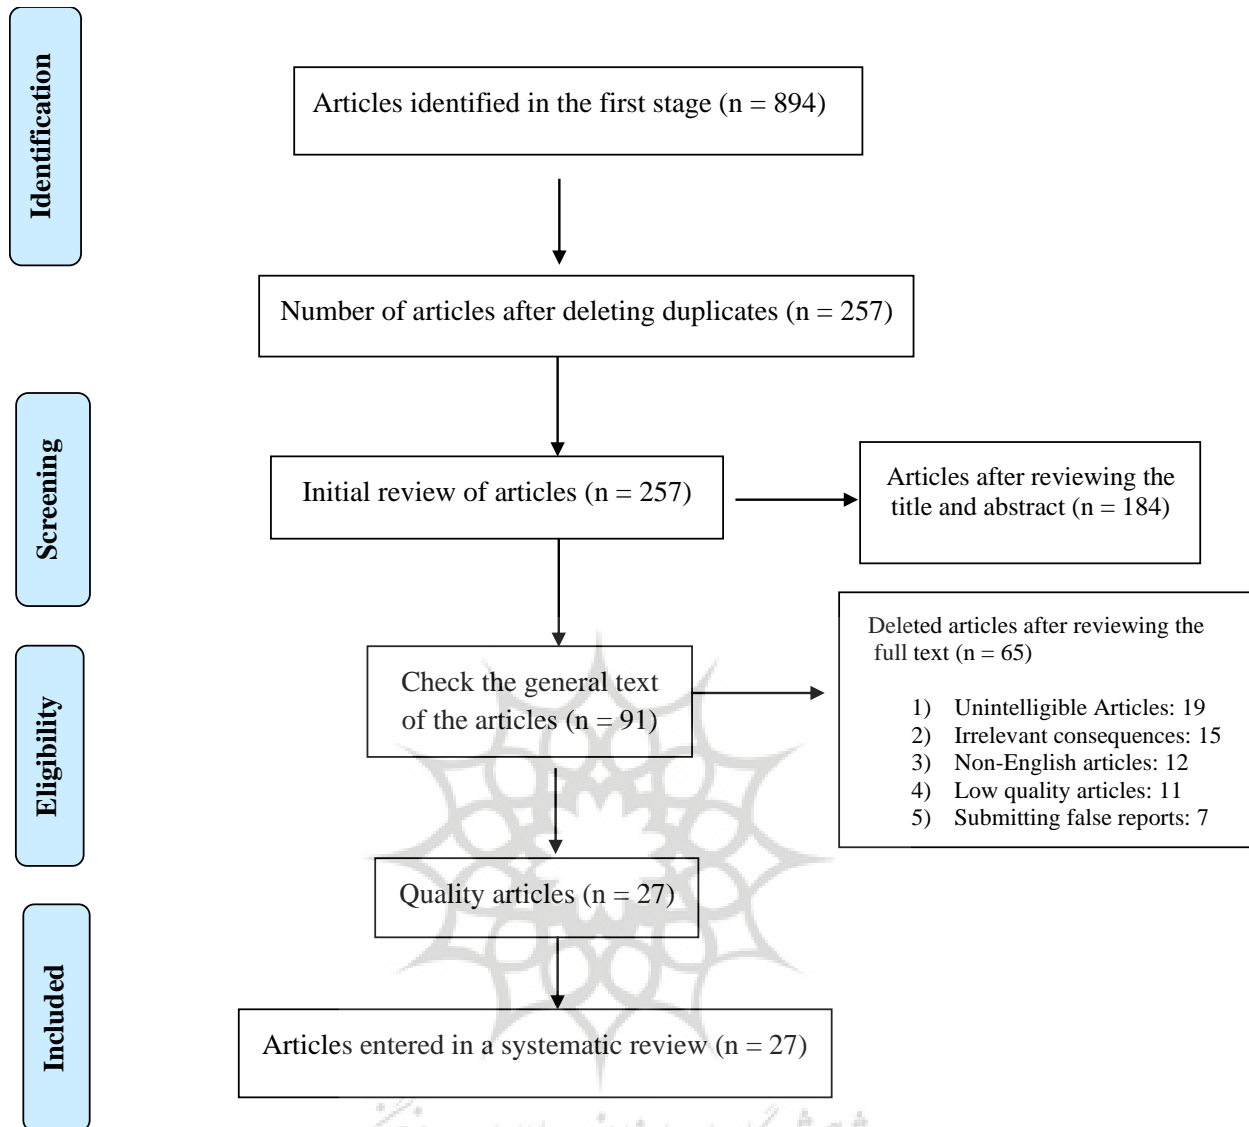 Identification
Articles identified in the first stage (n = 894)
Number of articles after deleting duplicates (n = 257)
Screening
Initial review of articles (n = 257)
Articles after reviewing the
title and abstract (n = 184)
Eligibility
Check the general text
of the articles (n = 91)
Deleted articles after reviewing the
full text (n = 65)
1) Unintelligible Articles: 19
2) Irrelevant consequences: 15
3) Non-English articles: 12
4) Low quality articles: 11
5) Submitting false reports: 7
Quality articles (n = 27)
Included
Articles entered in a systematic review (n = 27)